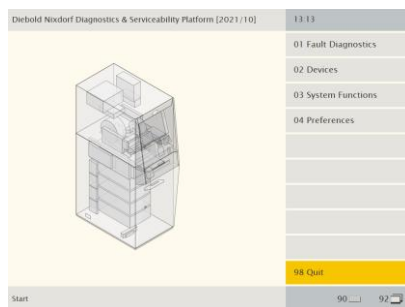 Diebold Nixdorf Diagnostics & Serviceability Platform [2021/10]
13:13
01 Fault Diagnostics
02 Devices
03 System Functions
04 Preferences
98 Quit
Start
90
92